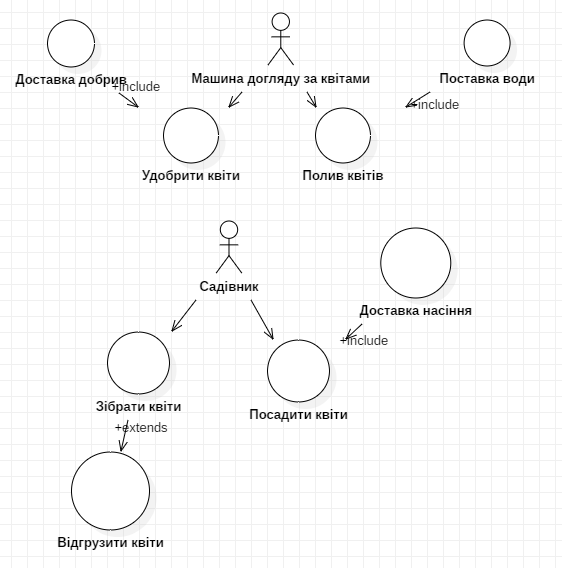 Доставка добрив
Машина догляду за квітами
Поставка води
+include
+include
Удобрити квіти
Полив квітів
Садівник
Доставка насіння
+include
Зібрати квіти
Посадити квіти
+extends
Відгрузити квіти